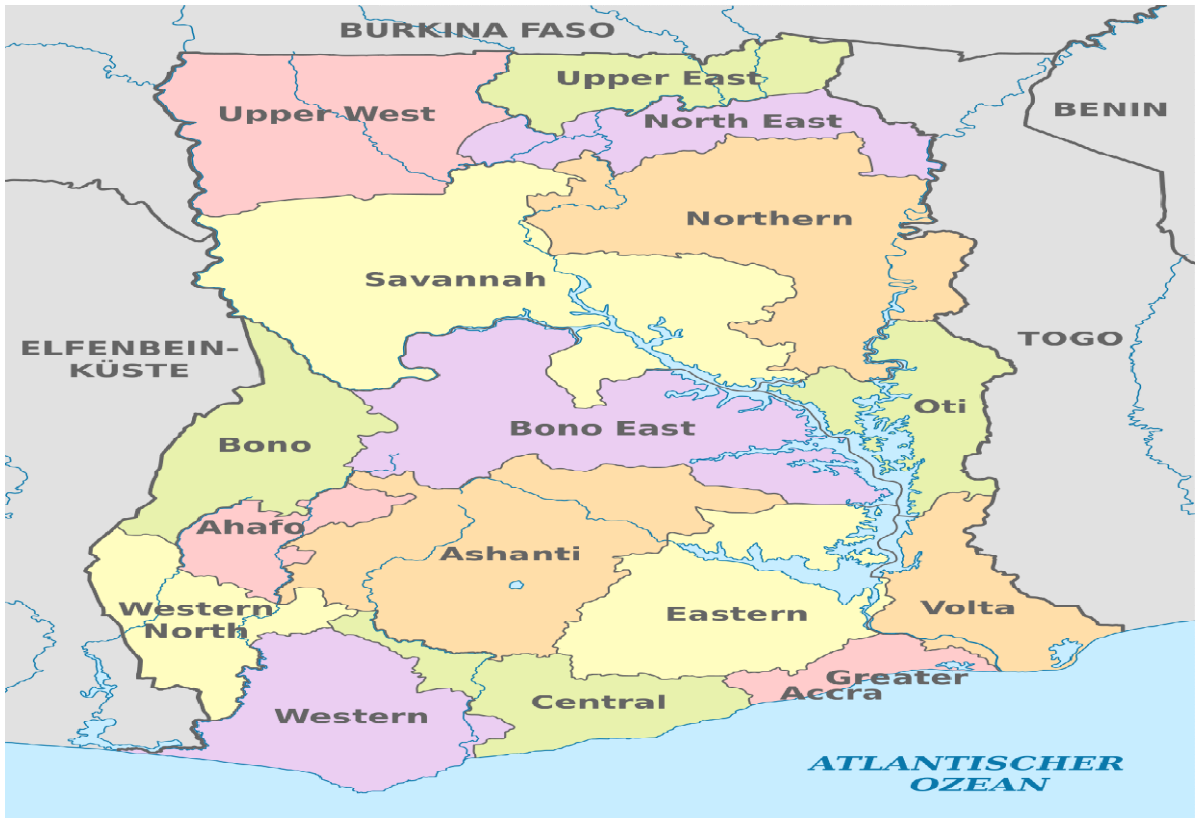 BURKINA FASO
Upper East
Upper West
BENIN
North East
Northern
Savannah
ELFENBEIN-
KÜSTE
TOGO
Oti
Bono East
Bono
Ahafo
Ashanti
Western
North
Eastern
Volta
Greater
Accra
Central
Western
ATLANTISCHER
OZEAN